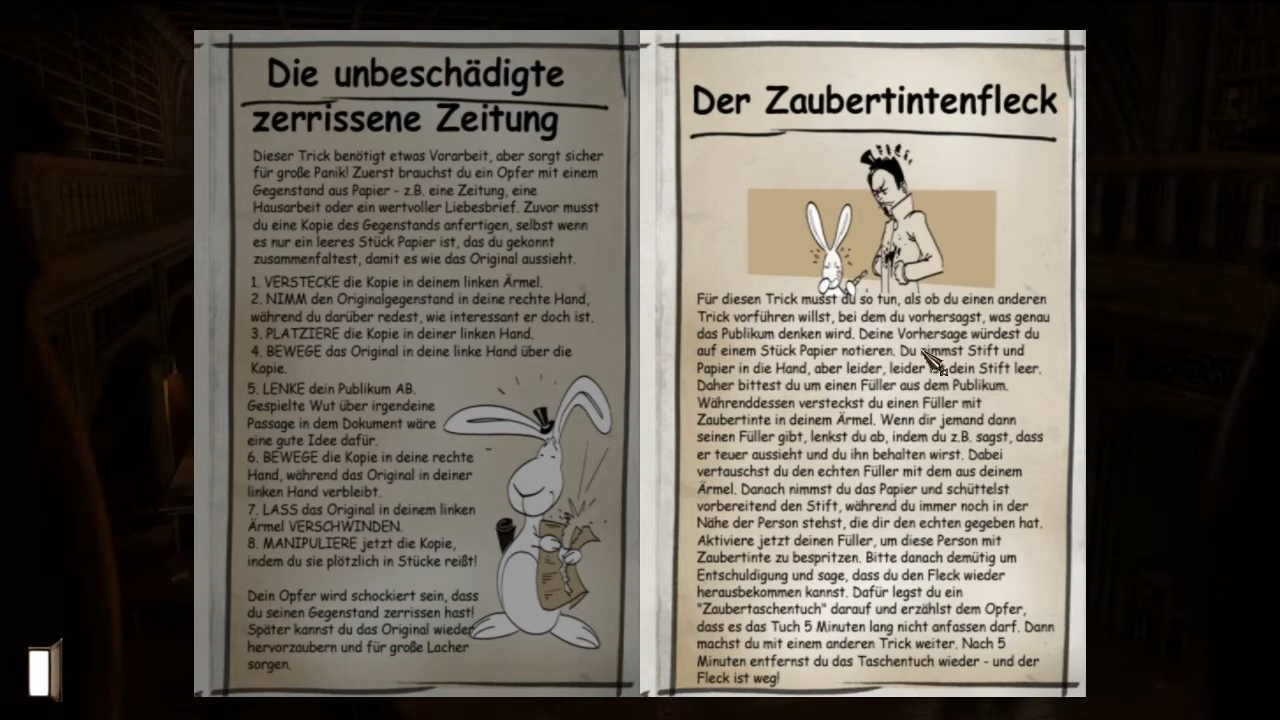 Die unbeschädigte
zerrissene Zeitung
Dieser Trick benötigt etwas Vorarbeit, aber sorgt sicher
für große Panik! Zuerst brauchst du ein Opfer mit einem
Gegenstand aus Papier - z.B. eine Zeitung, eine
Hausarbeit oder ein wertvoller Liebesbrief. Zuvor musst
du eine Kopie des Gegenstands anfertigen, selbst wenn
es nur ein leeres Stück Papier ist, das du gekonnt
zusammenfaltest, damit es wie das Original aussieht.
1. VERSTECKE die Kopie in deinem linken Ärmel.
2. NIMM den Originalgegenstand in deine rechte Hand,
während du darüber redest, wie interessant er doch ist.
3. PLATZIERE die Kopie in deiner linken Hand.
4. BEWEGE das Original in deine linke Hand über die
Kopie.
5. LENKE dein Publikum AB.
Gespielte Wut über irgendeine
Passage in dem Dokument wäre
eine gute Idee dafür.
6. BEWEGE die Kopie in deine rechte
Hand, während das Original in deiner
linken Hand verbleibt.
7. LASS das Original in deinem linken
Ärmel VERSCHWINDEN.
8. MANIPULIERE jetzt die Kopie,
indem du sie plötzlich in Stücke reißt!
Dein Opfer wird schockiert sein, dass
du seinen Gegenstand zerrissen hast!
Später kannst du das Original wieder
hervorzaubern und für große Lacher
sorgen.
Der Zaubertintenfleck
Für diesen Trick musst du so tun, als ob du einen anderen
Trick vorführen willst, bei dem du vorhersagst, was genau
das Publikum denken wird. Deine Vorhersage würdest du
auf einem Stück Papier notieren. Du nimmst Stift und
Papier in die Hand, aber leider, leider ist dein Stift leer.
Daher bittest du um einen Füller aus dem Publikum.
Währenddessen versteckst du einen Füller mit
Zaubertinte in deinem Ärmel. Wenn dir jemand dann
seinen Füller gibt, lenkst du ab, indem du z.B. sagst, dass
er teuer aussieht und du ihn behalten wirst. Dabei
vertauschst du den echten Füller mit dem aus deinem
Ärmel. Danach nimmst du das Papier und schüttelst
vorbereitend den Stift, während du immer noch in der
Nähe der Person stehst, die dir den echten gegeben hat.
Aktiviere jetzt deinen Füller, um diese Person mit
Zaubertinte zu bespritzen. Bitte danach demütig um
Entschuldigung und sage, dass du den Fleck wieder
herausbekommen kannst. Dafür legst du ein
"Zaubertaschentuch" darauf und erzählst dem Opfer,
dass es das Tuch 5 Minuten lang nicht anfassen darf. Dann
machst du mit einem anderen Trick weiter. Nach 5
Minuten entfernst du das Taschentuch wieder - und der
Fleck ist weg!